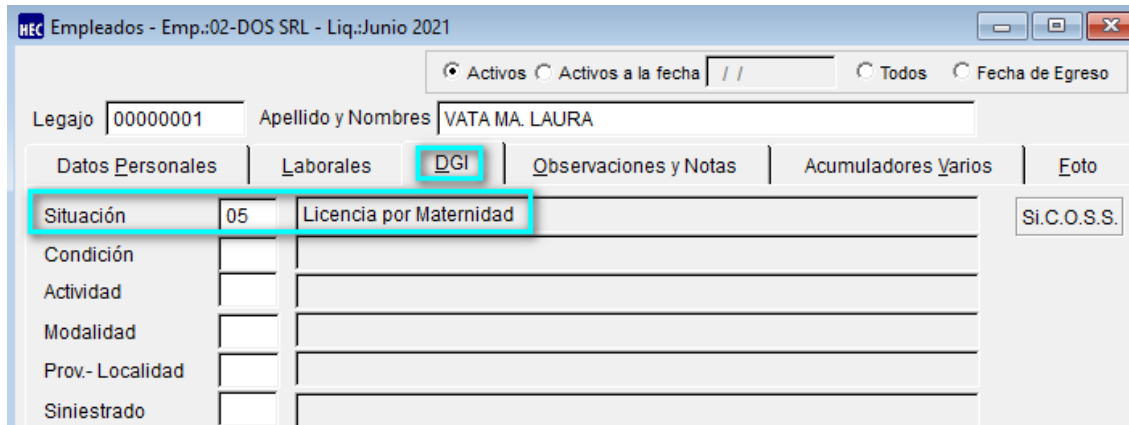 HEC Empleados - Emp.:02-DOS SRL - Liq.:Junio 2021
Activos Activos a la fecha / / Todos Fecha de Egreso
Legajo 00000001 Apellido y Nombres VATA MA. LAURA
Datos Personales Laborales DGI Observaciones y Notas Acumuladores Varios Foto
Situación 05 Licencia por Maternidad Si.C.O.S.S.
Condición
Actividad
Modalidad
Prov.- Localidad
Siniestrado